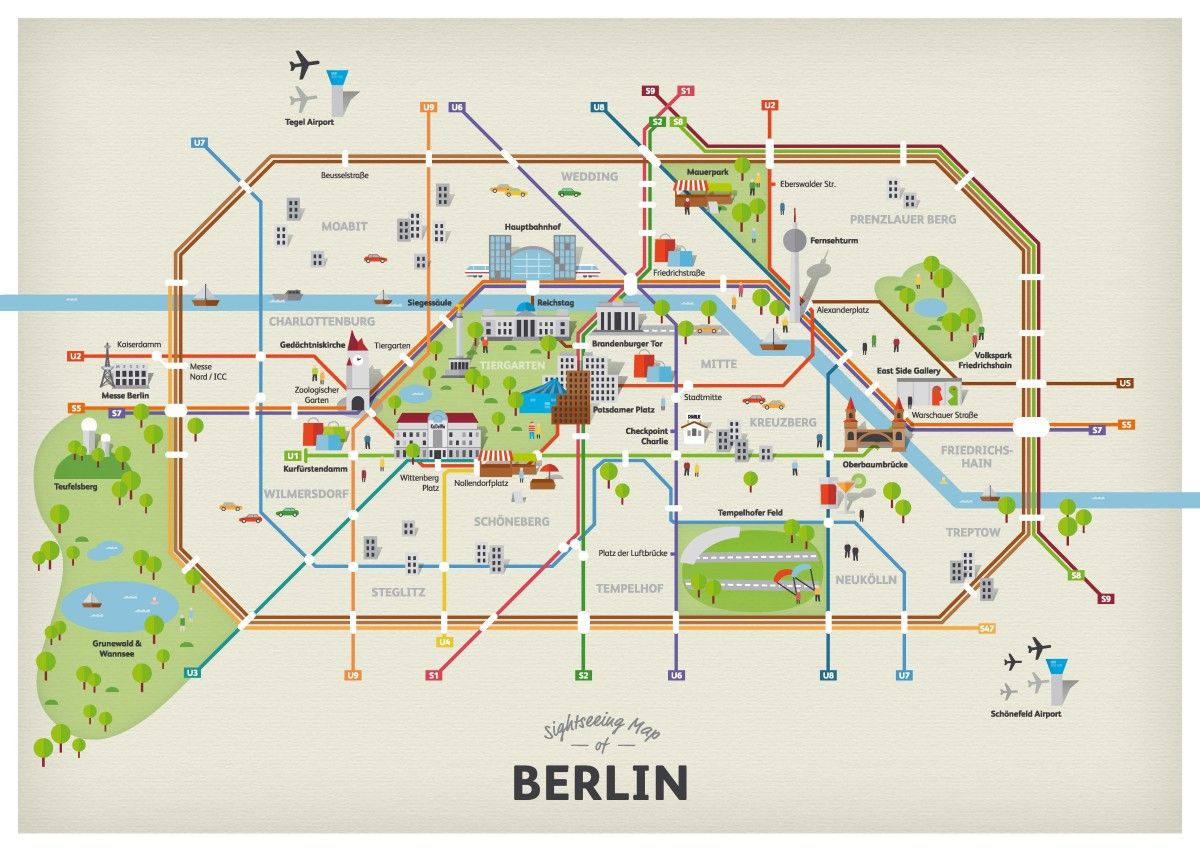 Tegel Airport
U9
U6
U8
S9
S1
S2
S8
U2
U7
Beusselstraße
WEDDING
Mauerpark
Eberswalder Str.
MOABIT
Hauptbahnhof
PRENZLAUER BERG
Fernsehturm
Friedrichstraße
Siegessäule
Reichstag
Alexanderplatz
CHARLOTTENBURG
Kaiserdamm
Gedächtniskirche
Tiergarten
Brandenburger Tor
U2
Messe
Nord / ICC
TIERGARTEN
MITTE
Volkspark
Friedrichshain
Messe Berlin
Zoologischer
Garten
East Side Gallery
U5
Stadtmitte
S5
S7
Potsdamer Platz
Warschauer Straße
KaDeWe
Checkpoint
Charlie
KREUZBERG
S5
S7
U1
Kurfürstendamm
Oberbaumbrücke
FRIEDRICHS-
HAIN
Teufelsberg
Wittenberg
Platz
Nollendorfplatz
WILMERSDORF
Tempelhofer Feld
SCHÖNEBERG
TREPTOW
Platz der Luftbrücke
STEGLITZ
TEMPELHOF
NEUKÖLLN
S8
S9
Grunewald &
Wannsee
U4
S47
U3
U9
S1
S2
U6
U8
U7
Schönefeld Airport
Sightseeing Map
of
BERLIN